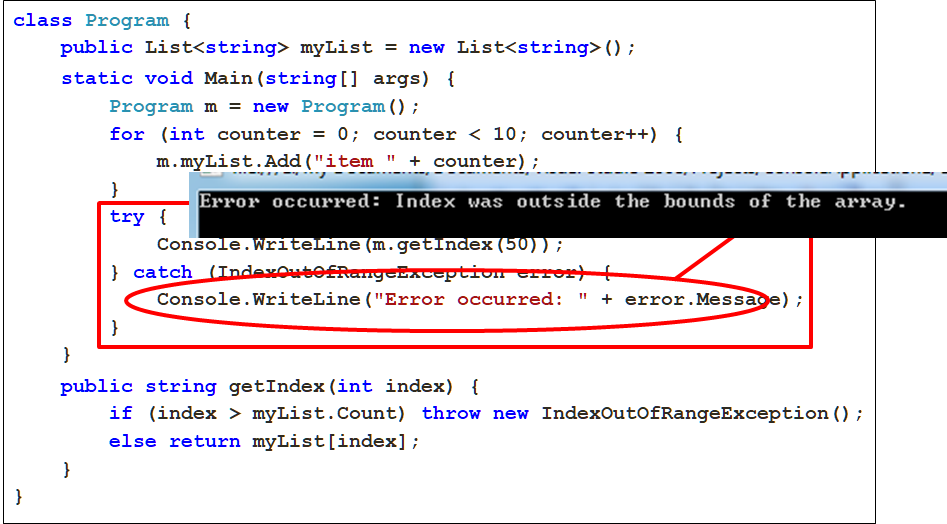 class Program {
public List<string> myList = new List<string>();
static void Main(string[] args) {
Program m = new Program();
for (int counter = 0; counter < 10; counter++) {
m.myList.Add("item " + counter);
}
Error occurred: Index was outside the bounds of the array.
try {
Console.WriteLine(m.getIndex(50));
} catch (IndexOutOfRangeException error) {
Console.WriteLine("Error occurred: " + error.Message);
}
}
public string getIndex(int index) {
if (index > myList.Count) throw new IndexOutOfRangeException();
else return myList[index];
}
}